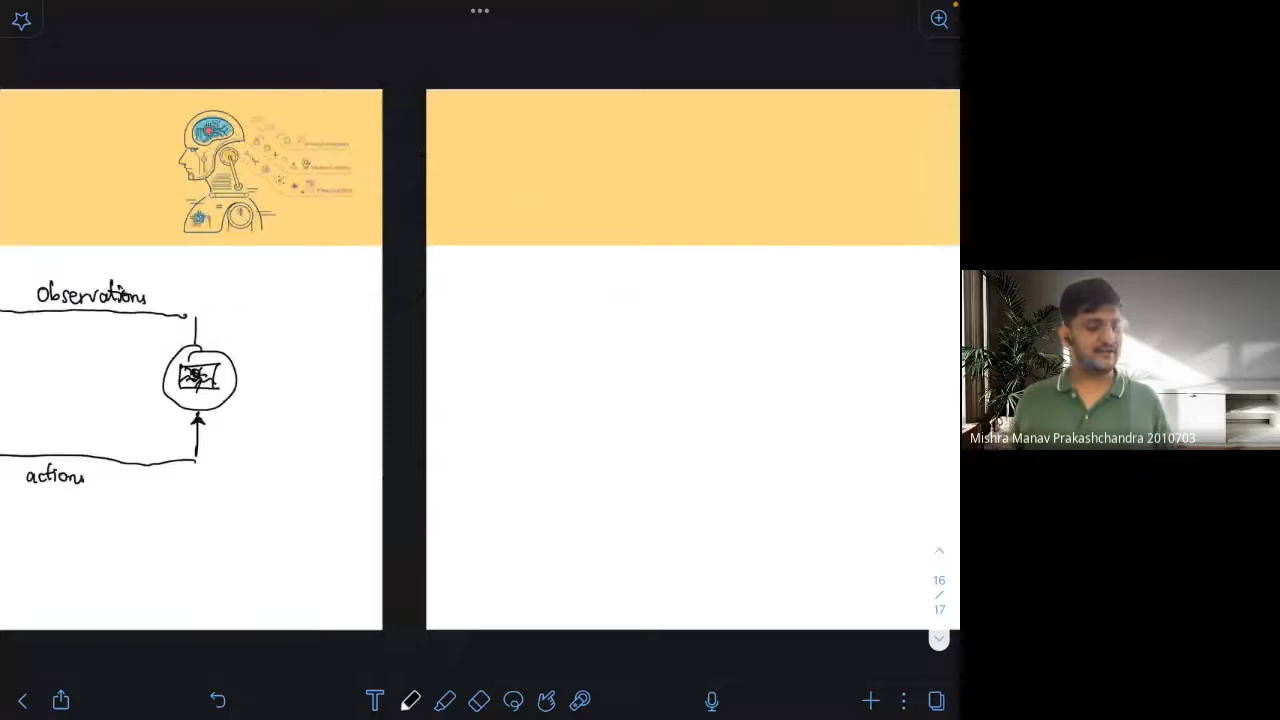 observations
actions
16
/
17
T
Mishra Manav Prakashchandra 2010703